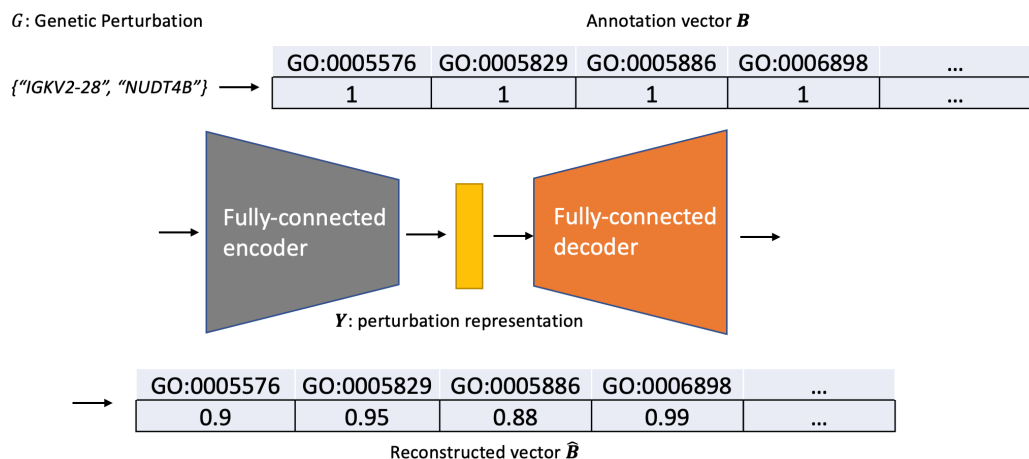 G: Genetic Perturbation
Annotation vector B
{“IGKV2-28”, “NUDT4B”}
GO:0005576 GO:0005829 GO:0005886 GO:0006898 ...
1 1 1 1 ...
Fully-connected
encoder
Fully-connected
decoder
Y: perturbation representation
GO:0005576 GO:0005829 GO:0005886 GO:0006898 ...
0.9 0.95 0.88 0.99 ...
Reconstructed vector B̂